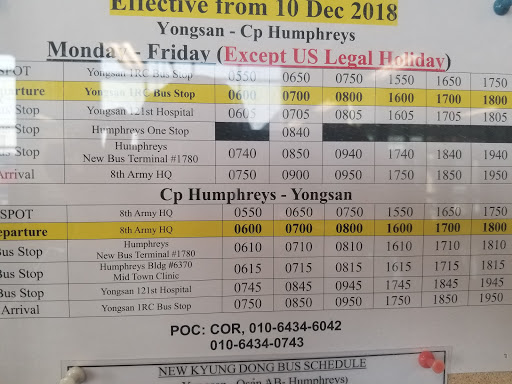 Effective from 10 Dec 2018
Yongsan - Cp Humphreys
Monday - Friday (Except US Legal Holiday)
SPOT Yongsan 1RC Bus Stop 0550 0650 0750 1550 1650 1750
parture Yongsan 1RC Bus Stop 0600 0700 0800 1600 1700 1800
Stop Yongsan 121st Hospital 0605 0705 0805 1605 1705 1805
Stop Humphreys One Stop 0840
Stop Humphreys
New Bus Terminal #1780 0740 0850 0940 1740 1840 1940
Arrival 8th Army HQ 0750 0900 0950 1750 1850 1950
Cp Humphreys - Yongsan
SPOT 8th Army HQ 0550 0650 0750 1550 1650 1750
eparture 8th Army HQ 0600 0700 0800 1600 1700 1800
Bus Stop Humphreys
New Bus Terminal #1780 0610 0710 0810 1610 1710 1810
Bus Stop Humphreys Bldg #6370
Mid Town Clinic 0615 0715 0815 1615 1715 1815
Bus Stop Yongsan 121st Hospital 0745 0845 0945 1745 1845 1945
Arrival Yongsan 1RC Bus Stop 0750 0850 0950 1750 1850 1950
POC: COR, 010-6434-6042
010-6434-0743
NEW KYUNG DONG BUS SCHEDULE
Yongsan - Osan AB- Humphreys)